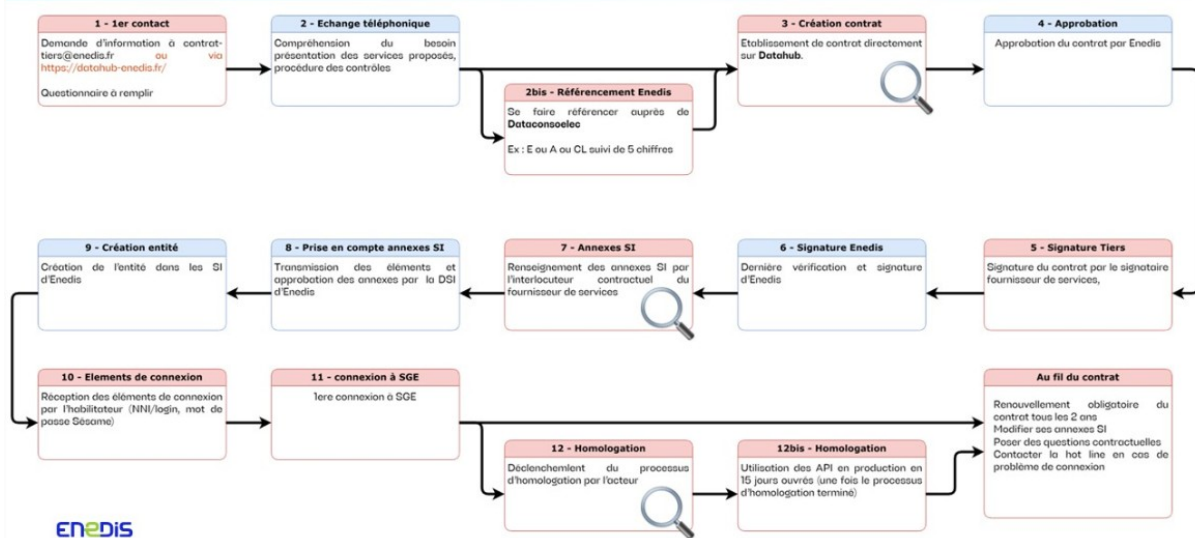 1 - 1er contact
Demande d'information à contrat-
tiers@enedis.fr ou via
https://datahub-enedis.fr/
Questionnaire à remplir
2 - Echange téléphonique
Compréhension du besoin
présentation des services proposés,
procédure des contrôles
2bis - Référencement Enedis
Se faire référencer auprès de
Dataconsoelec
Ex : E ou A ou CL suivi de 5 chiffres
3 - Création contrat
Etablissement de contrat directement
sur Datahub.
4 - Approbation
Approbation du contrat par Enedis
9 - Création entité
Création de l'entité dans les SI
d'Enedis
8 - Prise en compte annexes SI
Transmission des éléments et
approbation des annexes par la DSI
d'Enedis
7 - Annexes SI
Renseignement des annexes SI par
l'interlocuteur contractuel du
fournisseur de services
6 - Signature Enedis
Dernière vérification et signature
d'Enedis
5 - Signature Tiers
Signature du contrat par le signataire
fournisseur de services,
10 - Elements de connexion
Réception des éléments de connexion
par l'habilitateur (NNI/login, mot de
passe Sésame)
11 - connexion à SGE
1ere connexion à SGE
12 - Homologation
Déclenchement du processus
d'homologation par l'acteur
12bis - Homologation
Utilisation des API en production en
15 jours ouvrés (une fois le processus
d'homologation terminé)
Au fil du contrat
Renouvellement obligatoire du
contrat tous les 2 ans
Modifier ses annexes SI
Poser des questions contractuelles
Contacter la hot line en cas de
problème de connexion
ENEDIS